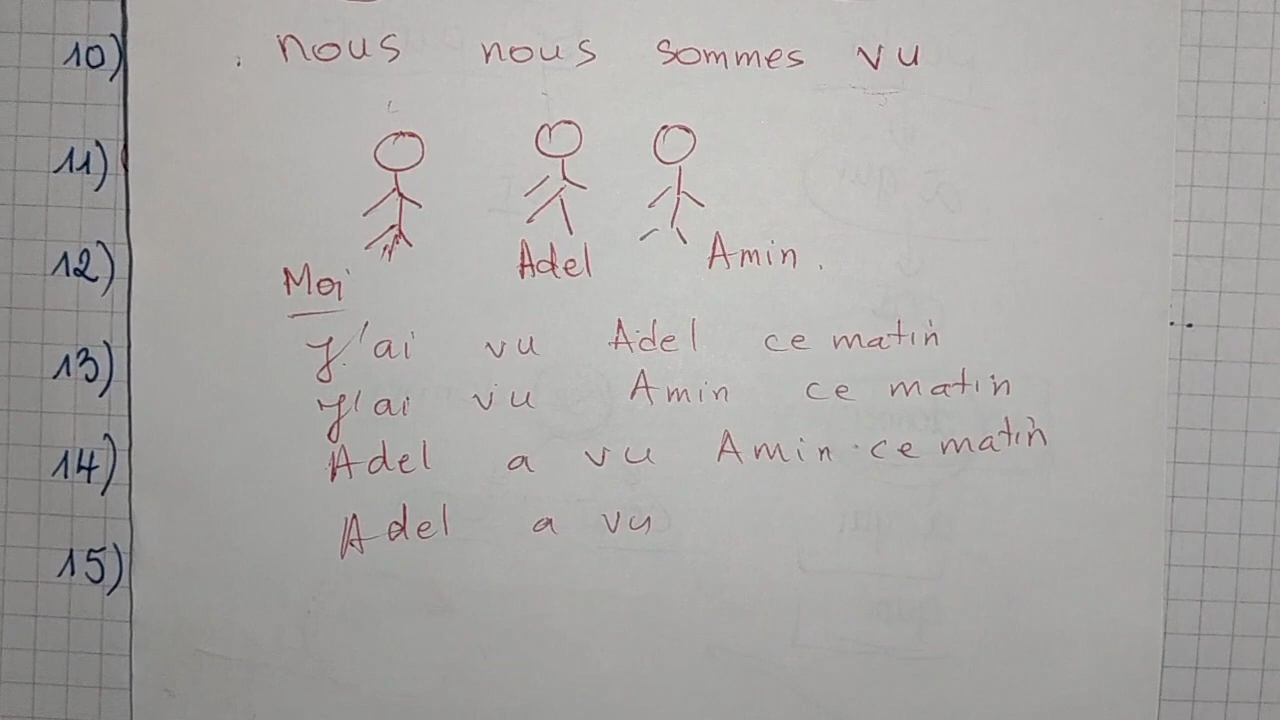 10) . nous nous sommes vu
11)
Adel Amin.
12) Moi
J'ai vu Adel ce matin
13)
J'ai vu Amin ce matin
14) Adel a vu Amin ce matin
Adel a vu
15)